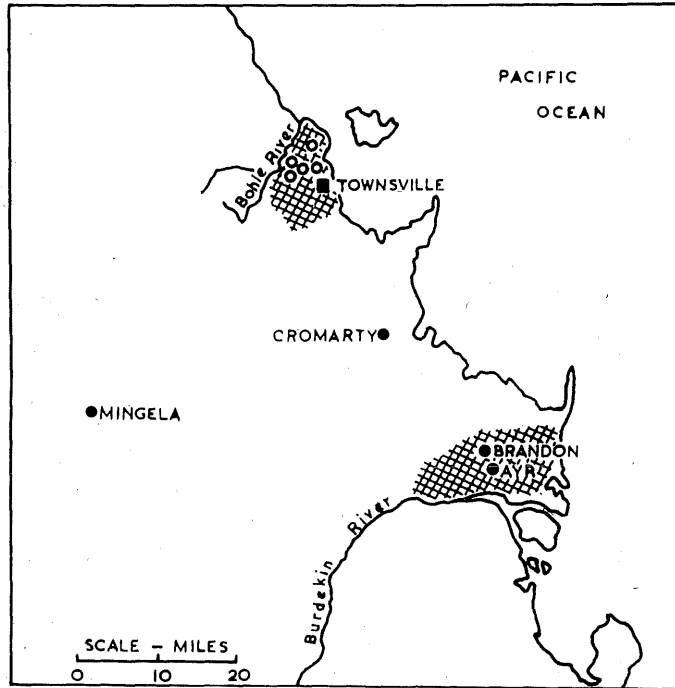 PACIFIC
OCEAN
Bohle River
TOWNSVILLE
CROMARTY
MINGELA
BRANDON
AYR
Burdekin River
SCALE – MILES
0 10 20